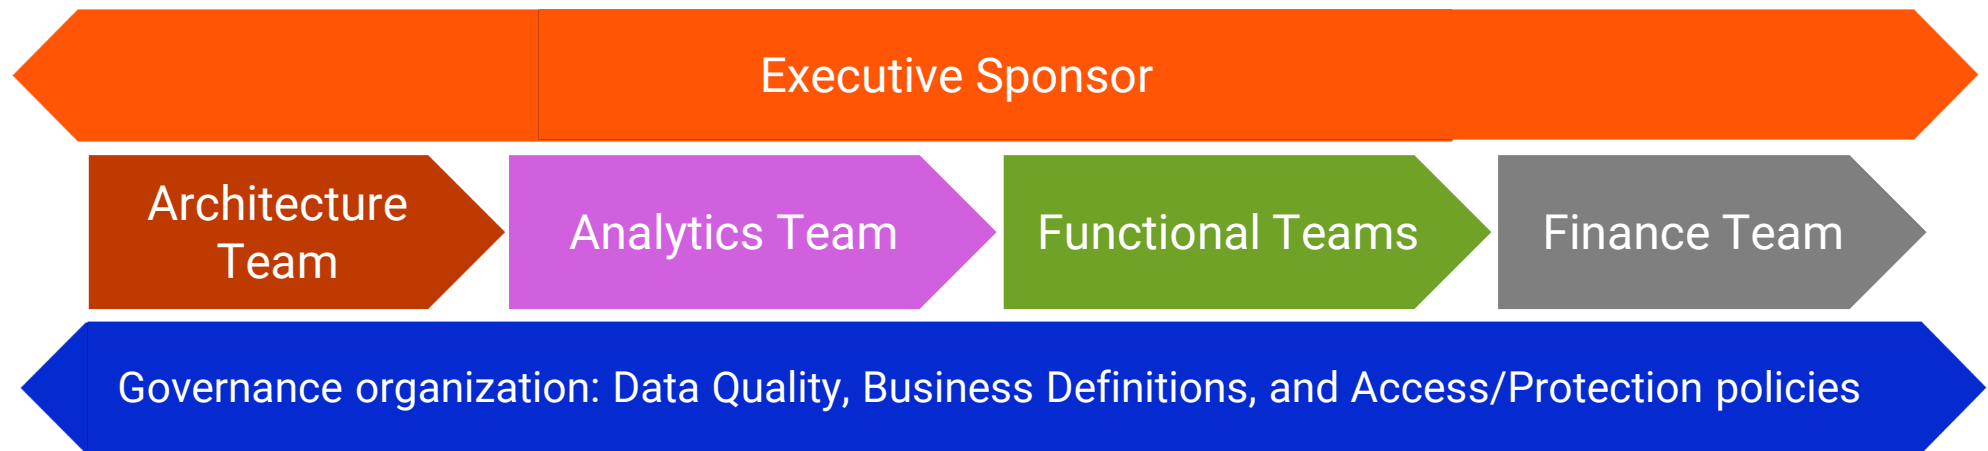 Executive Sponsor
Architecture
Team
Analytics Team
Functional Teams
Finance Team
Governance organization: Data Quality, Business Definitions, and Access/Protection policies